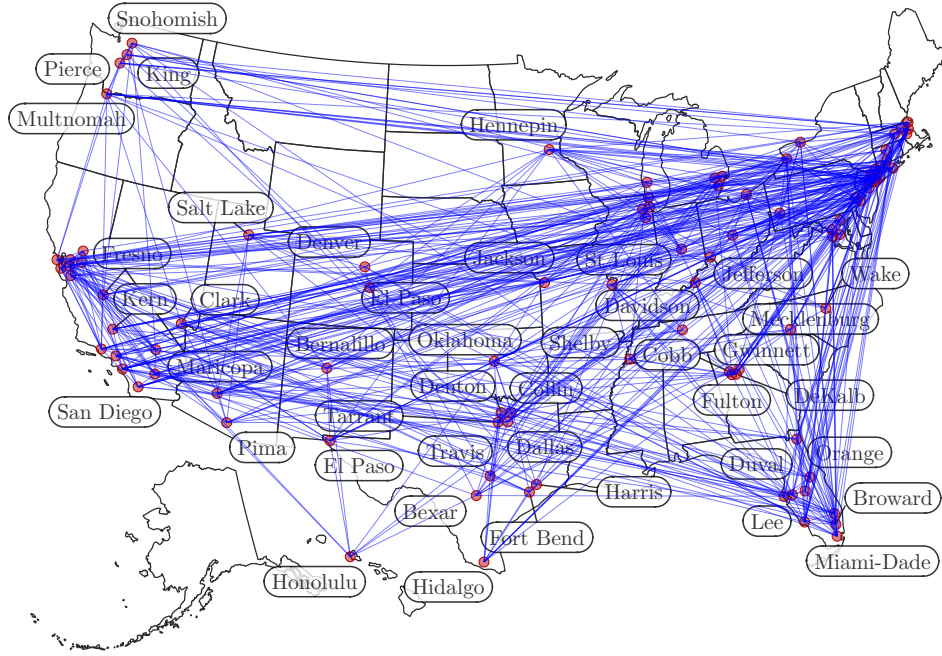 Snohomish
Pierce
King
Multnomah
Hennepin
Salt Lake
Denver
Fresno
Jackson
St. Louis
Jefferson
Wake
Kern
Clark
El Paso
Davidson
Mecklenburg
Bernalillo
Oklahoma
Shelby
Cobb
Gwinnett
Maricopa
Denton
Collin
Fulton
DeKalb
San Diego
Tarrant
Pima
El Paso
Travis
Dallas
Duval
Orange
Harris
Bexar
Lee
Broward
Fort Bend
Miami-Dade
Honolulu
Hidalgo